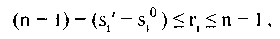 (n − 1) − (s₁′ − s₁⁰) ≤ r₁ ≤ n − 1 ,